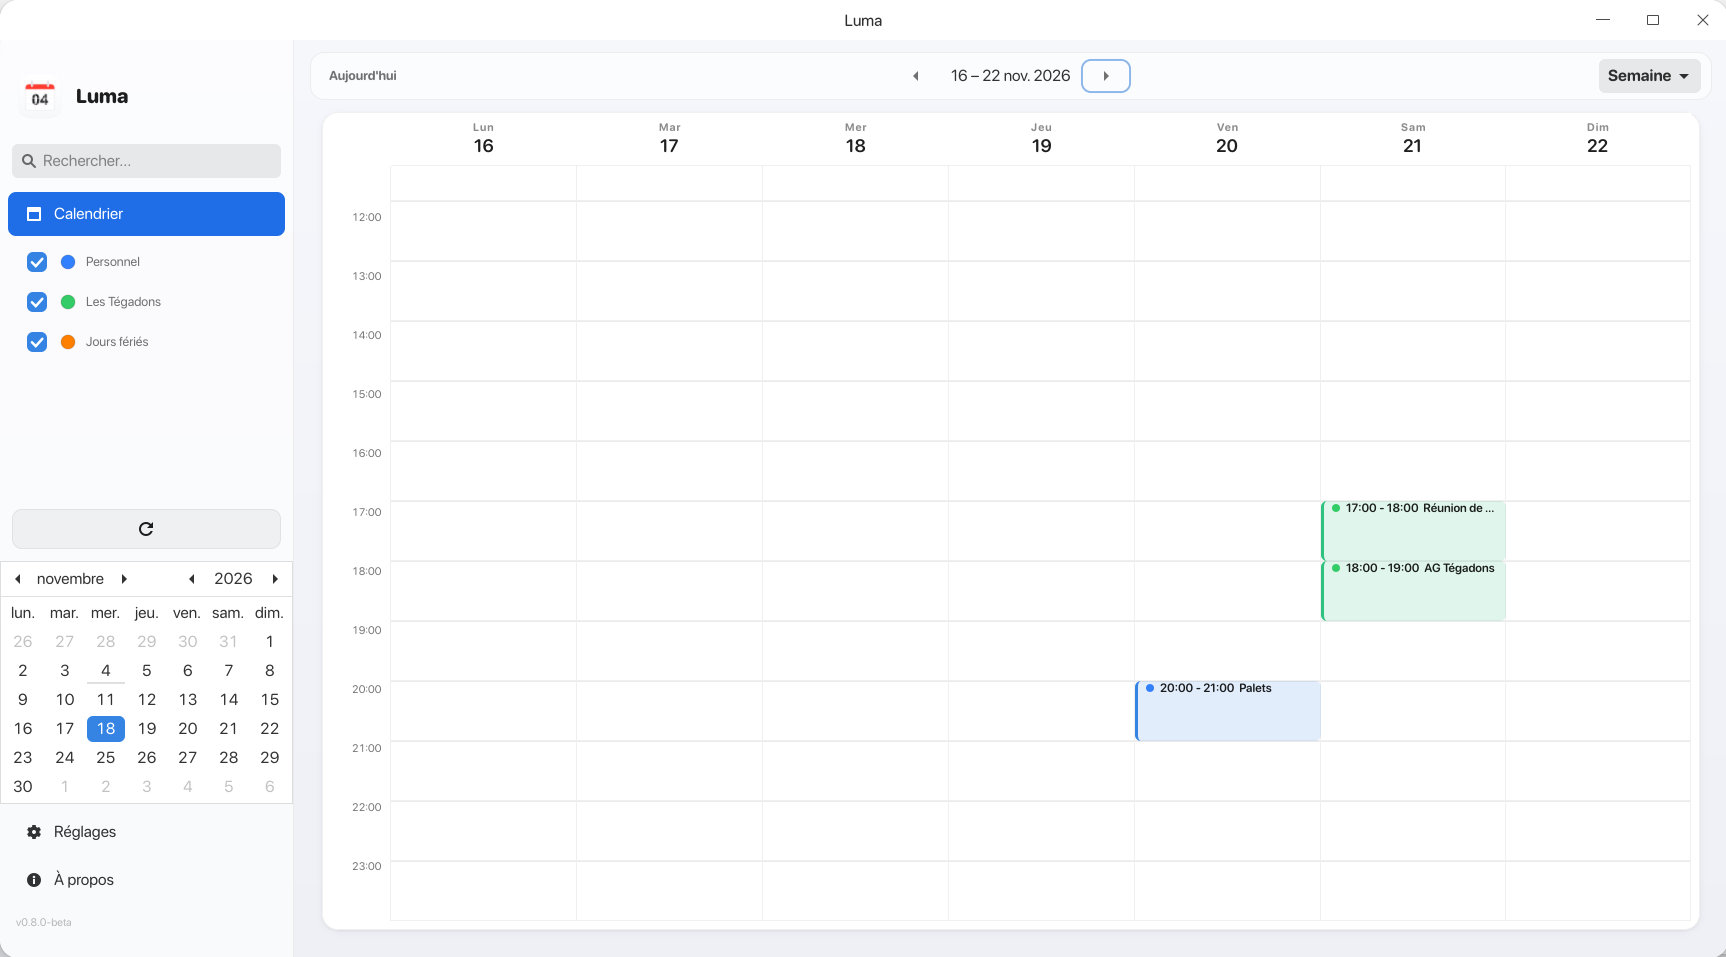 Luma
04
Luma
Rechercher...
Calendrier
Personnel
Les Tégadons
Jours fériés
novembre 2026
lun. mar. mer. jeu. ven. sam. dim.
26 27 28 29 30 31 1
2 3 4 5 6 7 8
9 10 11 12 13 14 15
16 17 18 19 20 21 22
23 24 25 26 27 28 29
30 1 2 3 4 5 6
Réglages
À propos
v0.8.0-beta
Aujourd'hui
16 – 22 nov. 2026
Semaine
Lun Mar Mer Jeu Ven Sam Dim
16 17 18 19 20 21 22
12:00
13:00
14:00
15:00
16:00
17:00
17:00 - 18:00 Réunion de ...
18:00
18:00 - 19:00 AG Tégadons
19:00
20:00
20:00 - 21:00 Palets
21:00
22:00
23:00